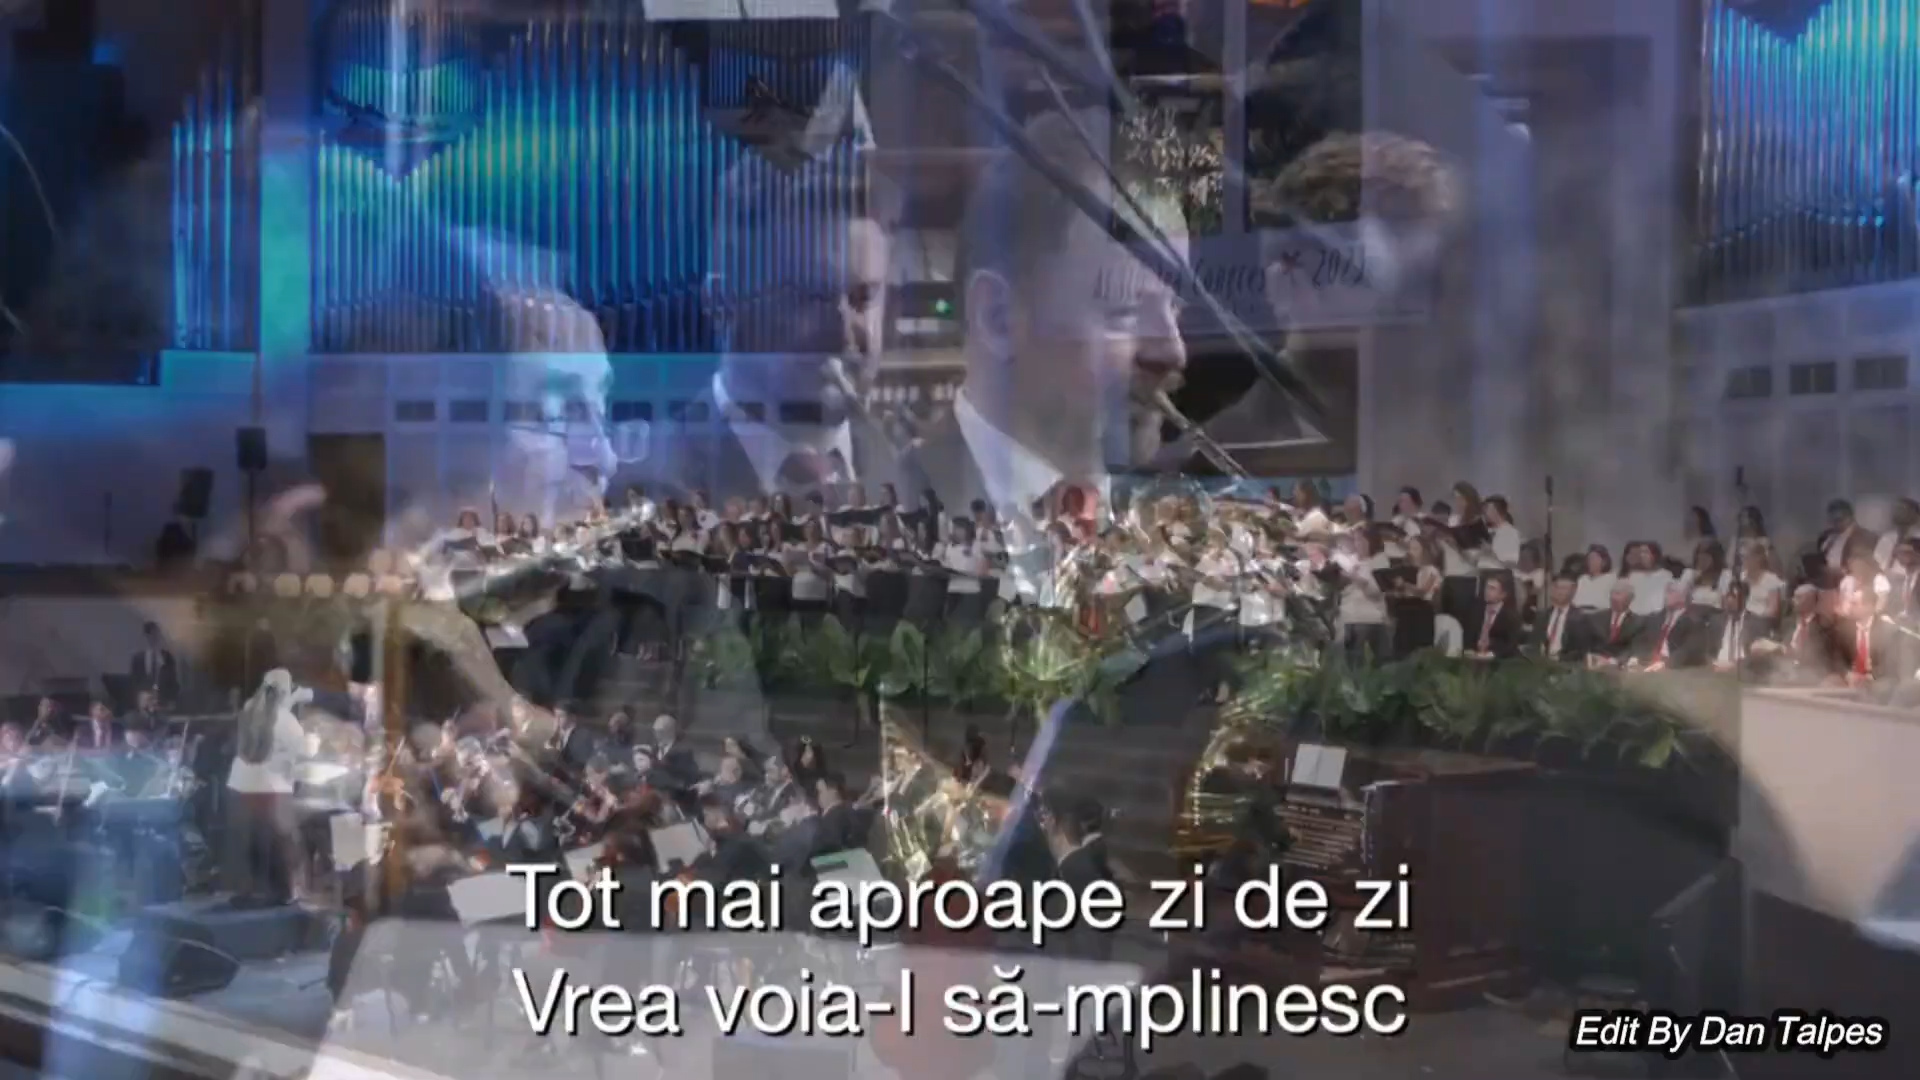 Tot mai aproape zi de zi
Vrea voia-I să-mplinesc
Edit By Dan Talpes